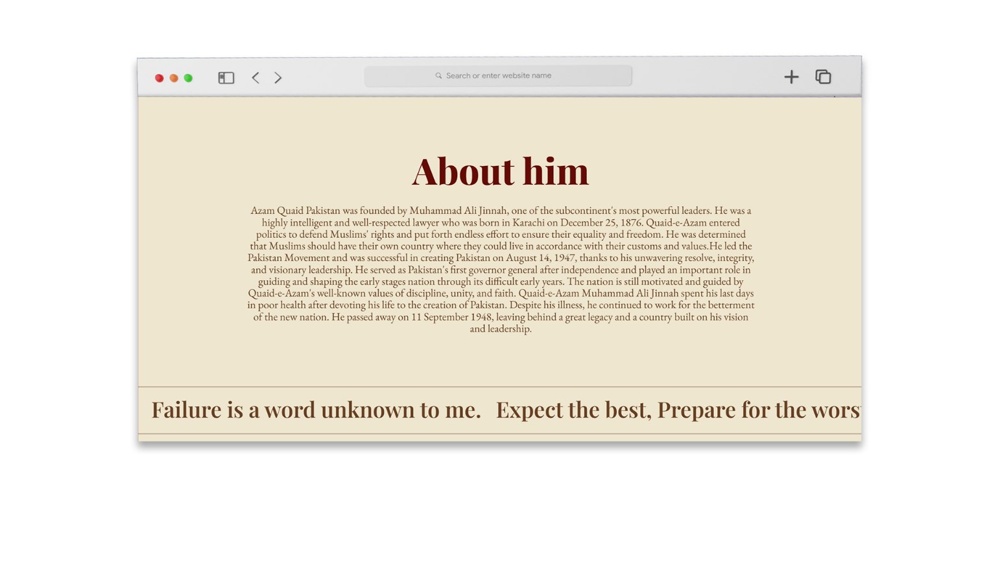 Search or enter website name
About him
Azam Quaid Pakistan was founded by Muhammad Ali Jinnah, one of the subcontinent's most powerful leaders. He was a
highly intelligent and well-respected lawyer who was born in Karachi on December 25, 1876. Quaid-e-Azam entered
politics to defend Muslims' rights and put forth endless effort to ensure their equality and freedom. He was determined
that Muslims should have their own country where they could live in accordance with their customs and values.He led the
Pakistan Movement and was successful in creating Pakistan on August 14, 1947, thanks to his unwavering resolve, integrity,
and visionary leadership. He served as Pakistan's first governor general after independence and played an important role in
guiding and shaping the early stages nation through its difficult early years. The nation is still motivated and guided by
Quaid-e-Azam's well-known values of discipline, unity, and faith. Quaid-e-Azam Muhammad Ali Jinnah spent his last days
in poor health after devoting his life to the creation of Pakistan. Despite his illness, he continued to work for the betterment
of the new nation. He passed away on 11 September 1948, leaving behind a great legacy and a country built on his vision
and leadership.
Failure is a word unknown to me. Expect the best, Prepare for the wors